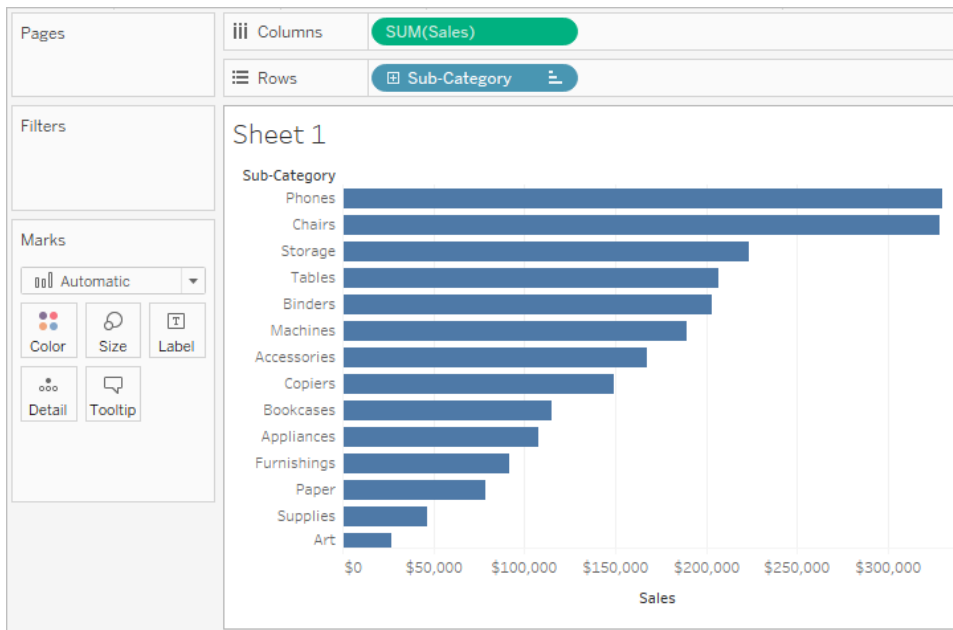 Pages
Columns
SUM(Sales)
Rows
Sub-Category
Filters
Marks
Automatic
Color
Size
Label
Detail
Tooltip
Sheet 1
Sub-Category
Phones
Chairs
Storage
Tables
Binders
Machines
Accessories
Copiers
Bookcases
Appliances
Furnishings
Paper
Supplies
Art
$0 $50,000 $100,000 $150,000 $200,000 $250,000 $300,000
Sales